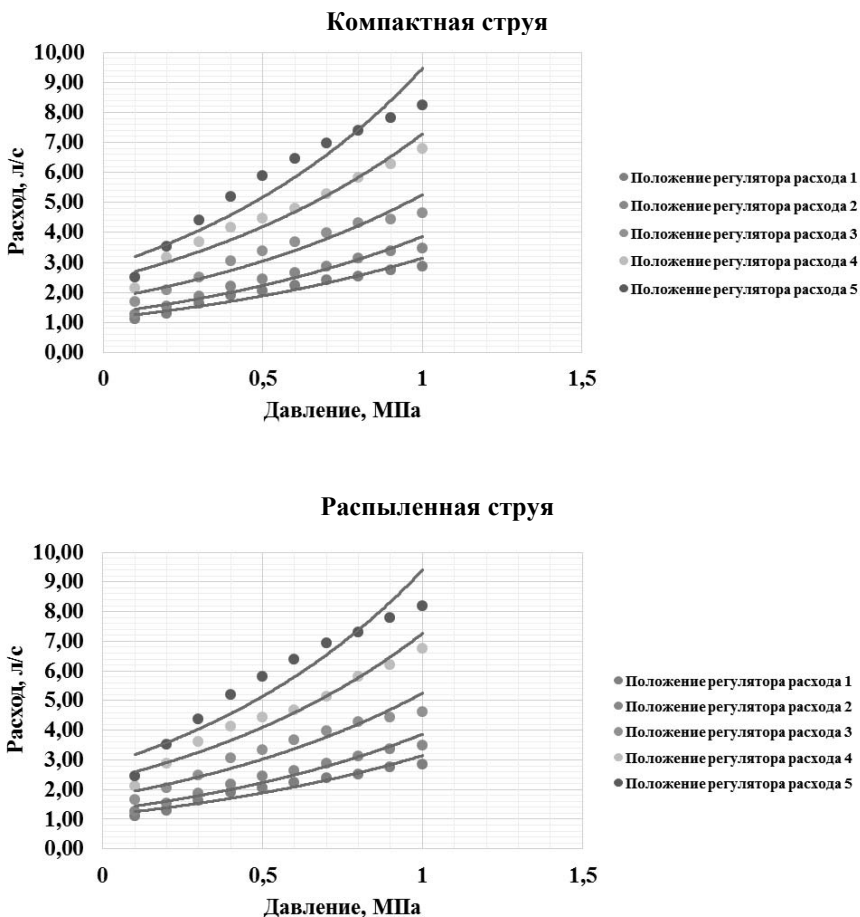 Компактная струя
10,00
9,00
8,00
7,00
6,00
5,00
4,00
3,00
2,00
1,00
0,00
Расход, л/с
0 0,5 1 1,5
Давление, МПа
Положение регулятора расхода 1
Положение регулятора расхода 2
Положение регулятора расхода 3
Положение регулятора расхода 4
Положение регулятора расхода 5
Распыленная струя
10,00
9,00
8,00
7,00
6,00
5,00
4,00
3,00
2,00
1,00
0,00
Расход, л/с
0 0,5 1 1,5
Давление, МПа
Положение регулятора расхода 1
Положение регулятора расхода 2
Положение регулятора расхода 3
Положение регулятора расхода 4
Положение регулятора расхода 5